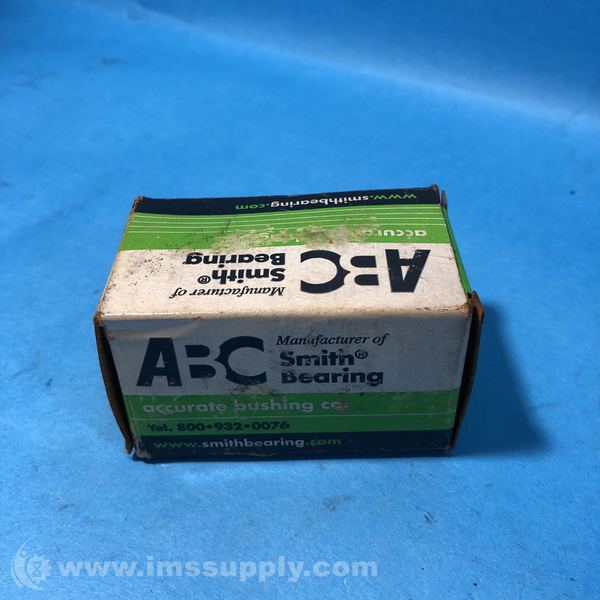 www.smithbearing.com
accura
ABC
Manufacturer of
Smith®
Bearing
ABC
Manufacturer of
Smith®
Bearing
accurate bushing co.
Tel. 800•932•0076
www.smithbearing.com
www.imssupply.com